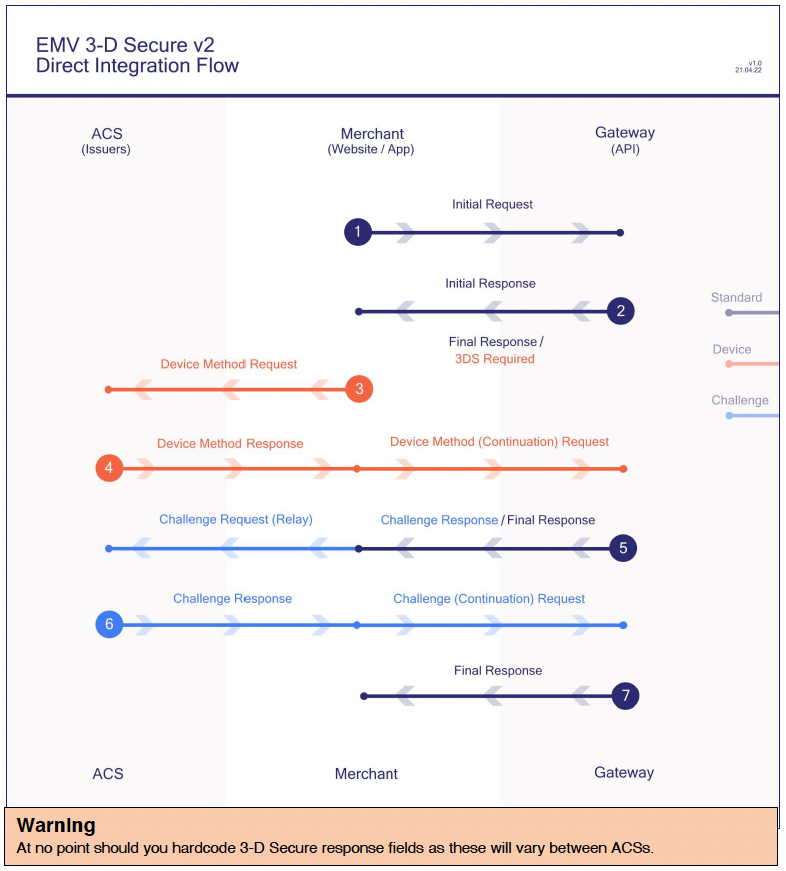 EMV 3-D Secure v2
Direct Integration Flow
v1.0
21.04.22
ACS
(Issuers)
Merchant
(Website / App)
Gateway
(API)
Initial Request
1
Initial Response
2
Final Response /
3DS Required
Standard
Device
Challenge
Device Method Request
3
Device Method Response
Device Method (Continuation) Request
4
Challenge Request (Relay)
Challenge Response / Final Response
5
Challenge Response
Challenge (Continuation) Request
6
Final Response
7
ACS
Merchant
Gateway
Warning
At no point should you hardcode 3-D Secure response fields as these will vary between ACSs.